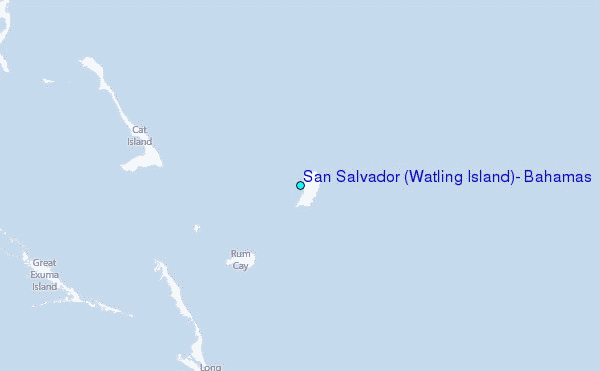 Cat
Island
San Salvador (Watling Island)- Bahamas
Rum
Cay
Great
Exuma
Island
Long